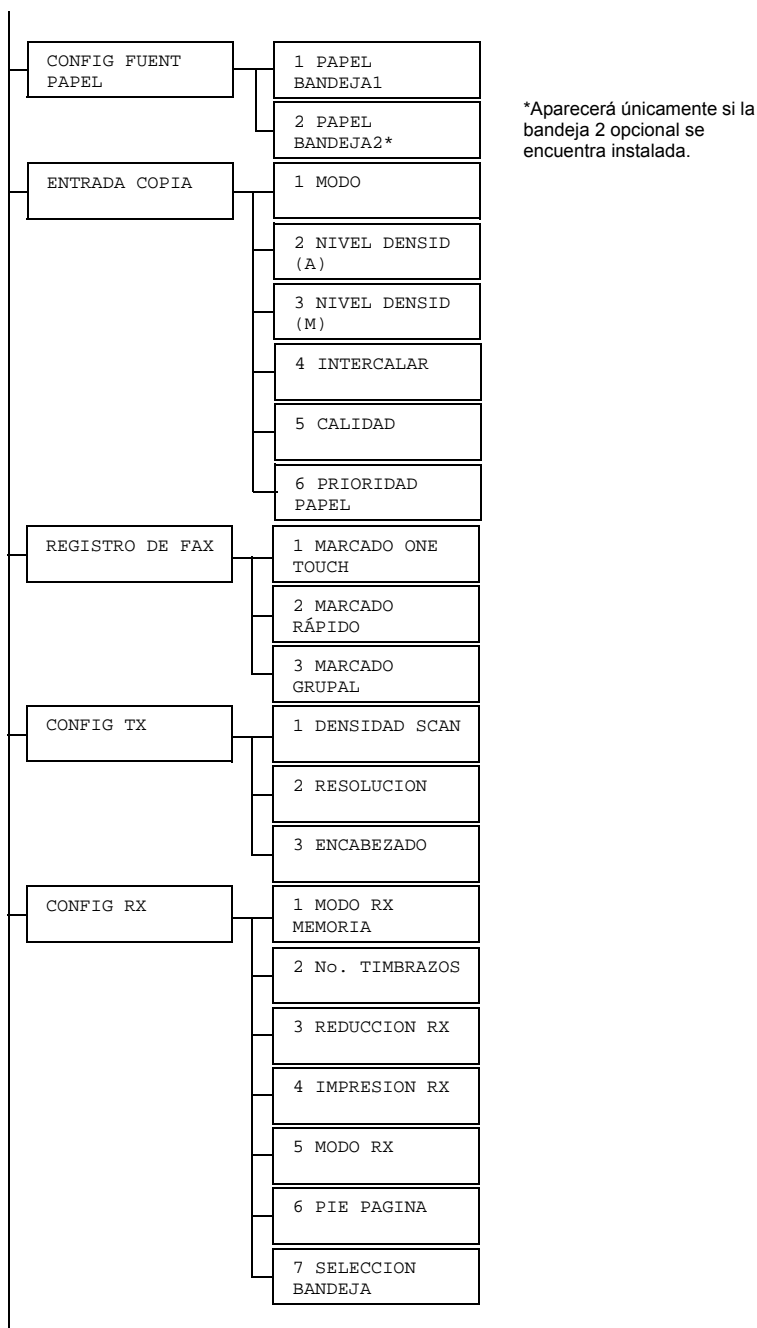 CONFIG FUENT
PAPEL
1 PAPEL
BANDEJA1
2 PAPEL
BANDEJA2*
*Aparecerá únicamente si la
bandeja 2 opcional se
encuentra instalada.
ENTRADA COPIA
1 MODO
2 NIVEL DENSID
(A)
3 NIVEL DENSID
(M)
4 INTERCALAR
5 CALIDAD
6 PRIORIDAD
PAPEL
REGISTRO DE FAX
1 MARCADO ONE
TOUCH
2 MARCADO
RÁPIDO
3 MARCADO
GRUPAL
CONFIG TX
1 DENSIDAD SCAN
2 RESOLUCION
3 ENCABEZADO
CONFIG RX
1 MODO RX
MEMORIA
2 No. TIMBRAZOS
3 REDUCCION RX
4 IMPRESION RX
5 MODO RX
6 PIE PAGINA
7 SELECCION
BANDEJA